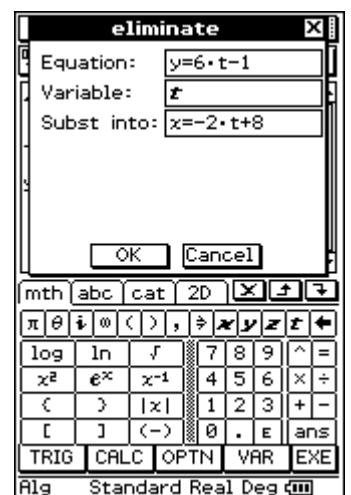 eliminate
Equation: y=6·t-1
Variable: t
Subst into: x=-2·t+8
OK Cancel
mth abc cat 2D
π θ i ∞ ( ) , ⇒ x y z t ←
log ln √ 7 8 9 ^ =
x² eˣ x⁻¹ 4 5 6 × ÷
( ) |x| 1 2 3 + -
[ ] (-) 0 . E ans
TRIG CALC OPTN VAR EXE
Alg Standard Real Deg